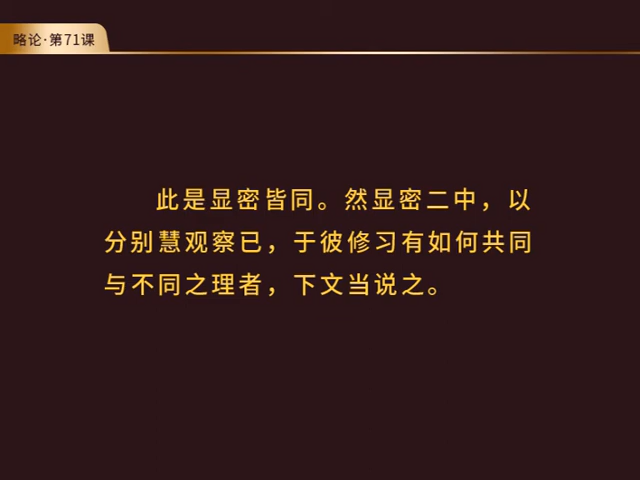 略论·第71课
此是显密皆同。然显密二中，以
分别慧观察已，于彼修习有如何共同
与不同之理者，下文当说之。